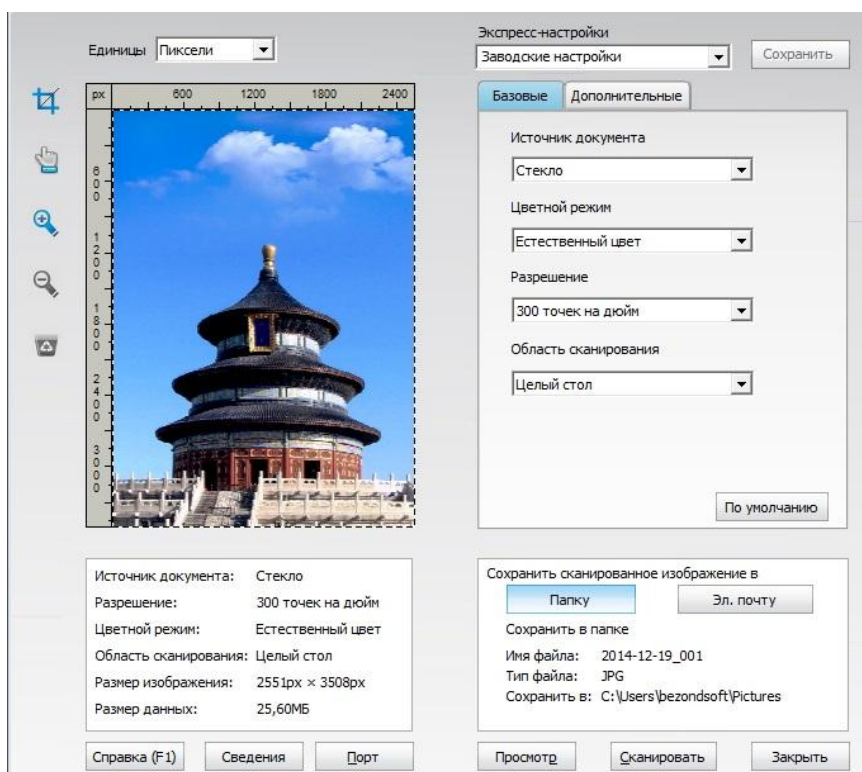 Единицы Пиксели
Экспресс-настройки
Заводские настройки
Сохранить
px 600 1200 1800 2400
600
1200
1800
2400
3000
Базовые Дополнительные
Источник документа
Стекло
Цветной режим
Естественный цвет
Разрешение
300 точек на дюйм
Область сканирования
Целый стол
По умолчанию
Источник документа: Стекло
Разрешение: 300 точек на дюйм
Цветной режим: Естественный цвет
Область сканирования: Целый стол
Размер изображения: 2551px × 3508px
Размер данных: 25,60МБ
Сохранить сканированное изображение в
Папку Эл. почту
Сохранить в папке
Имя файла: 2014-12-19_001
Тип файла: JPG
Сохранить в: C:\Users\bezondsoft\Pictures
Справка (F1) Сведения Порт
Просмотр Сканировать Закрыть